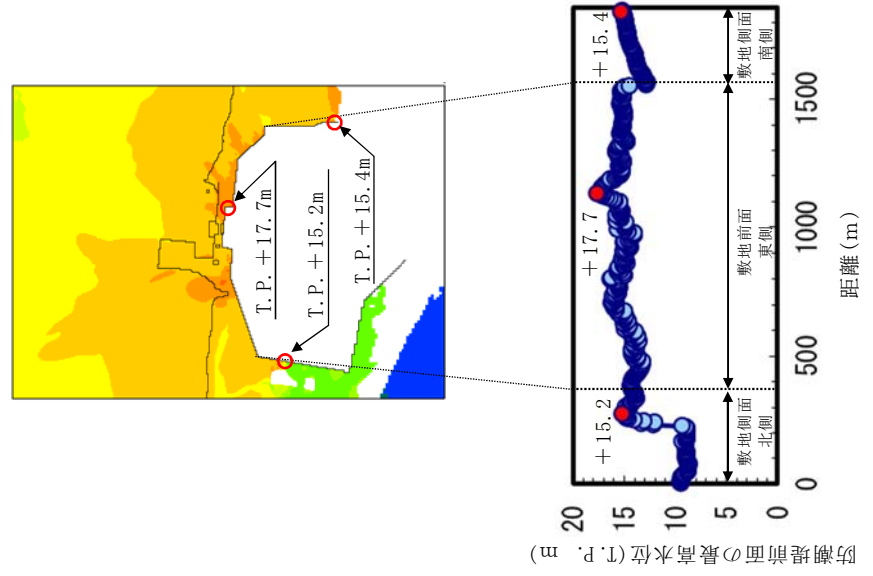 T.P.＋17.7m
T.P.＋15.2m
T.P.＋15.4m
防潮堤前面の最高水位(T.P. m)
20
15
10
5
0
＋15.2
＋17.7
＋15.4
敷地側面
北側
敷地前面
東側
敷地側面
南側
0
500
1000
1500
距離(m)